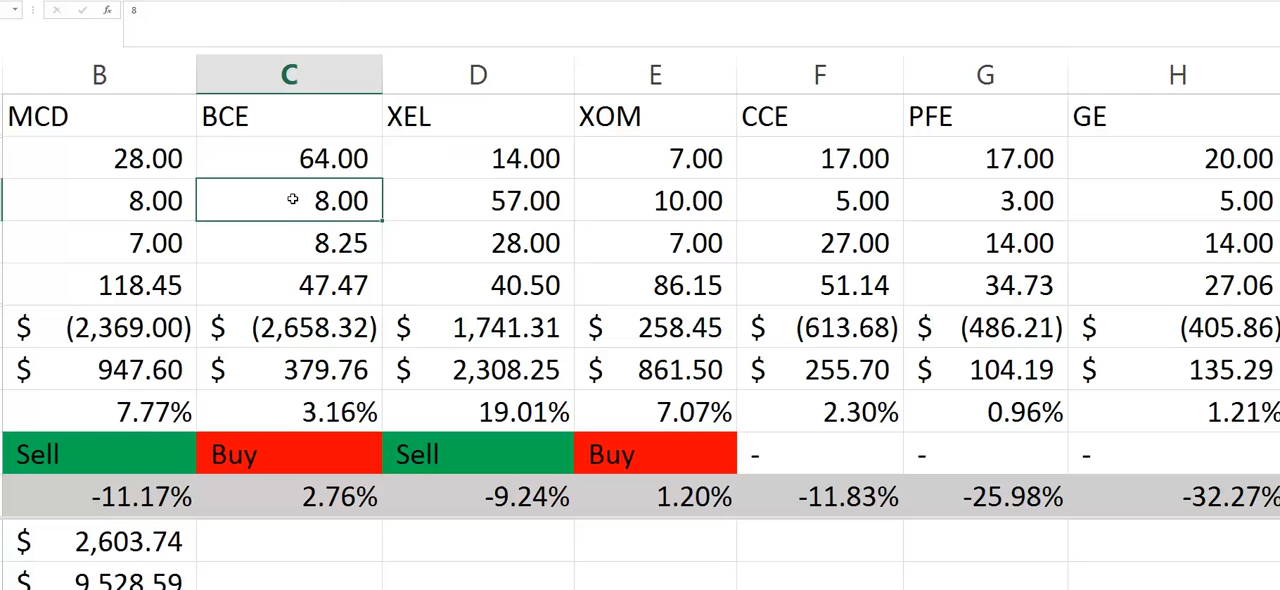 fx 8
B C D E F G H
MCD BCE XEL XOM CCE PFE GE
28.00 64.00 14.00 7.00 17.00 17.00 20.00
8.00 8.00 57.00 10.00 5.00 3.00 5.00
7.00 8.25 28.00 7.00 27.00 14.00 14.00
118.45 47.47 40.50 86.15 51.14 34.73 27.06
$ (2,369.00) $ (2,658.32) $ 1,741.31 $ 258.45 $ (613.68) $ (486.21) $ (405.86)
$ 947.60 $ 379.76 $ 2,308.25 $ 861.50 $ 255.70 $ 104.19 $ 135.29
7.77% 3.16% 19.01% 7.07% 2.30% 0.96% 1.21%
Sell Buy Sell Buy - - -
-11.17% 2.76% -9.24% 1.20% -11.83% -25.98% -32.27%
$ 2,603.74
$ 9,528.59